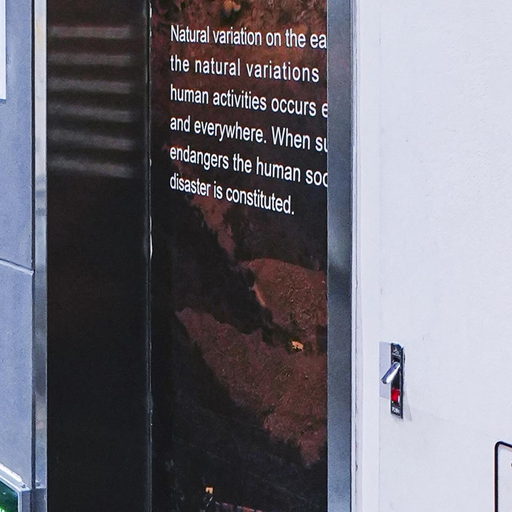 Natural variation on the ea
the natural variations
human activities occurs e
and everywhere. When su
endangers the human soc
disaster is constituted.